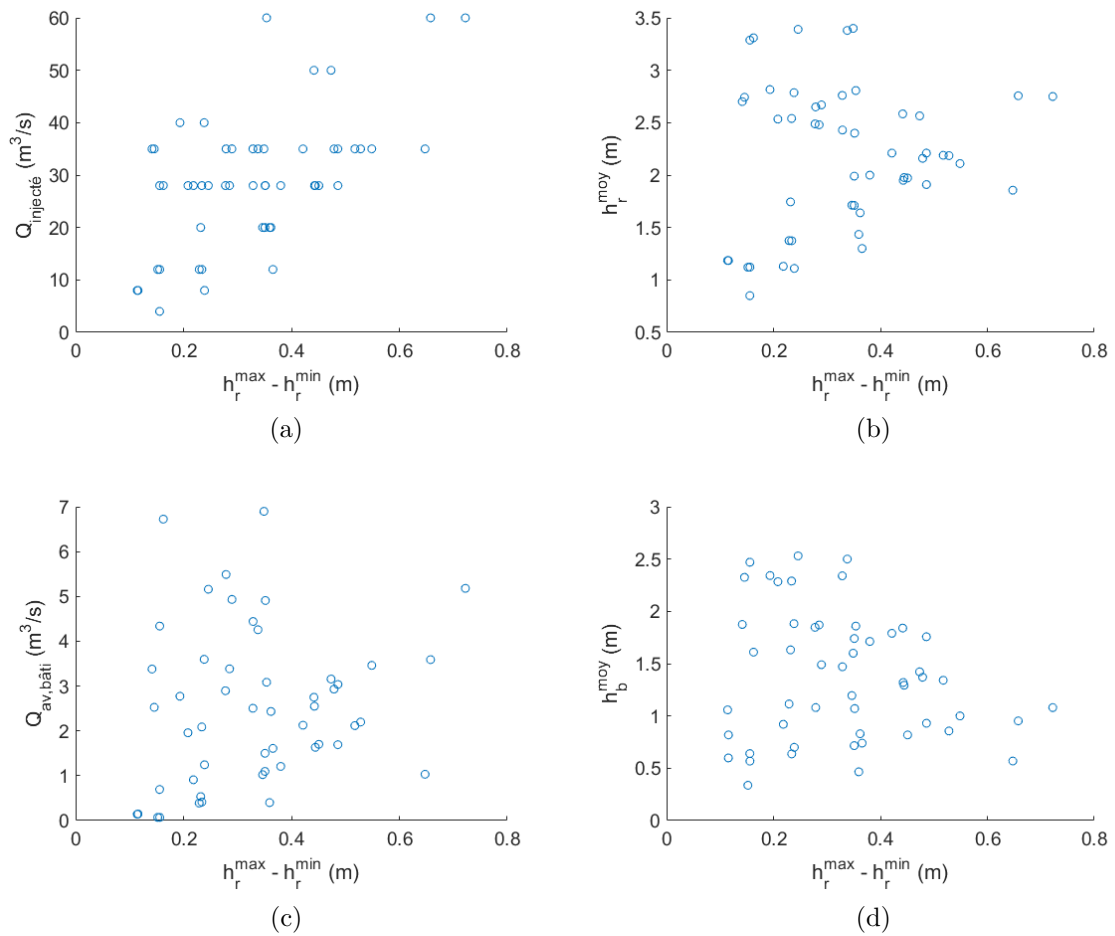 60
50
40
30
20
10
0
Q_injecté (m^3/s)
0 0.2 0.4 0.6 0.8
h_r^max - h_r^min (m)
(a)
3.5
3
2.5
2
1.5
1
0.5
h_r^moy (m)
0 0.2 0.4 0.6 0.8
h_r^max - h_r^min (m)
(b)
7
6
5
4
3
2
1
0
Q_av,bâti (m^3/s)
0 0.2 0.4 0.6 0.8
h_r^max - h_r^min (m)
(c)
3
2.5
2
1.5
1
0.5
0
h_b^moy (m)
0 0.2 0.4 0.6 0.8
h_r^max - h_r^min (m)
(d)